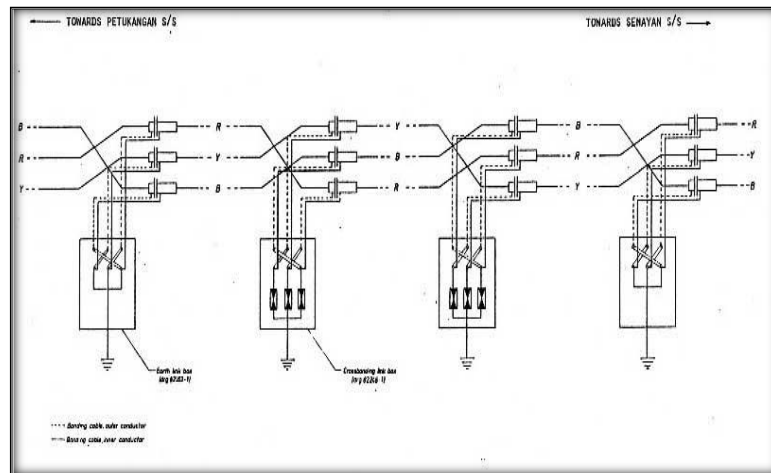 TOWARDS PETUKANGAN S/S
TOWARDS SENAYAN S/S
B R Y B R
R Y B R Y
Y B R Y B
Earth link box
Crossbonding link box
Bonding cable, outer conductor
Bonding cable, inner conductor